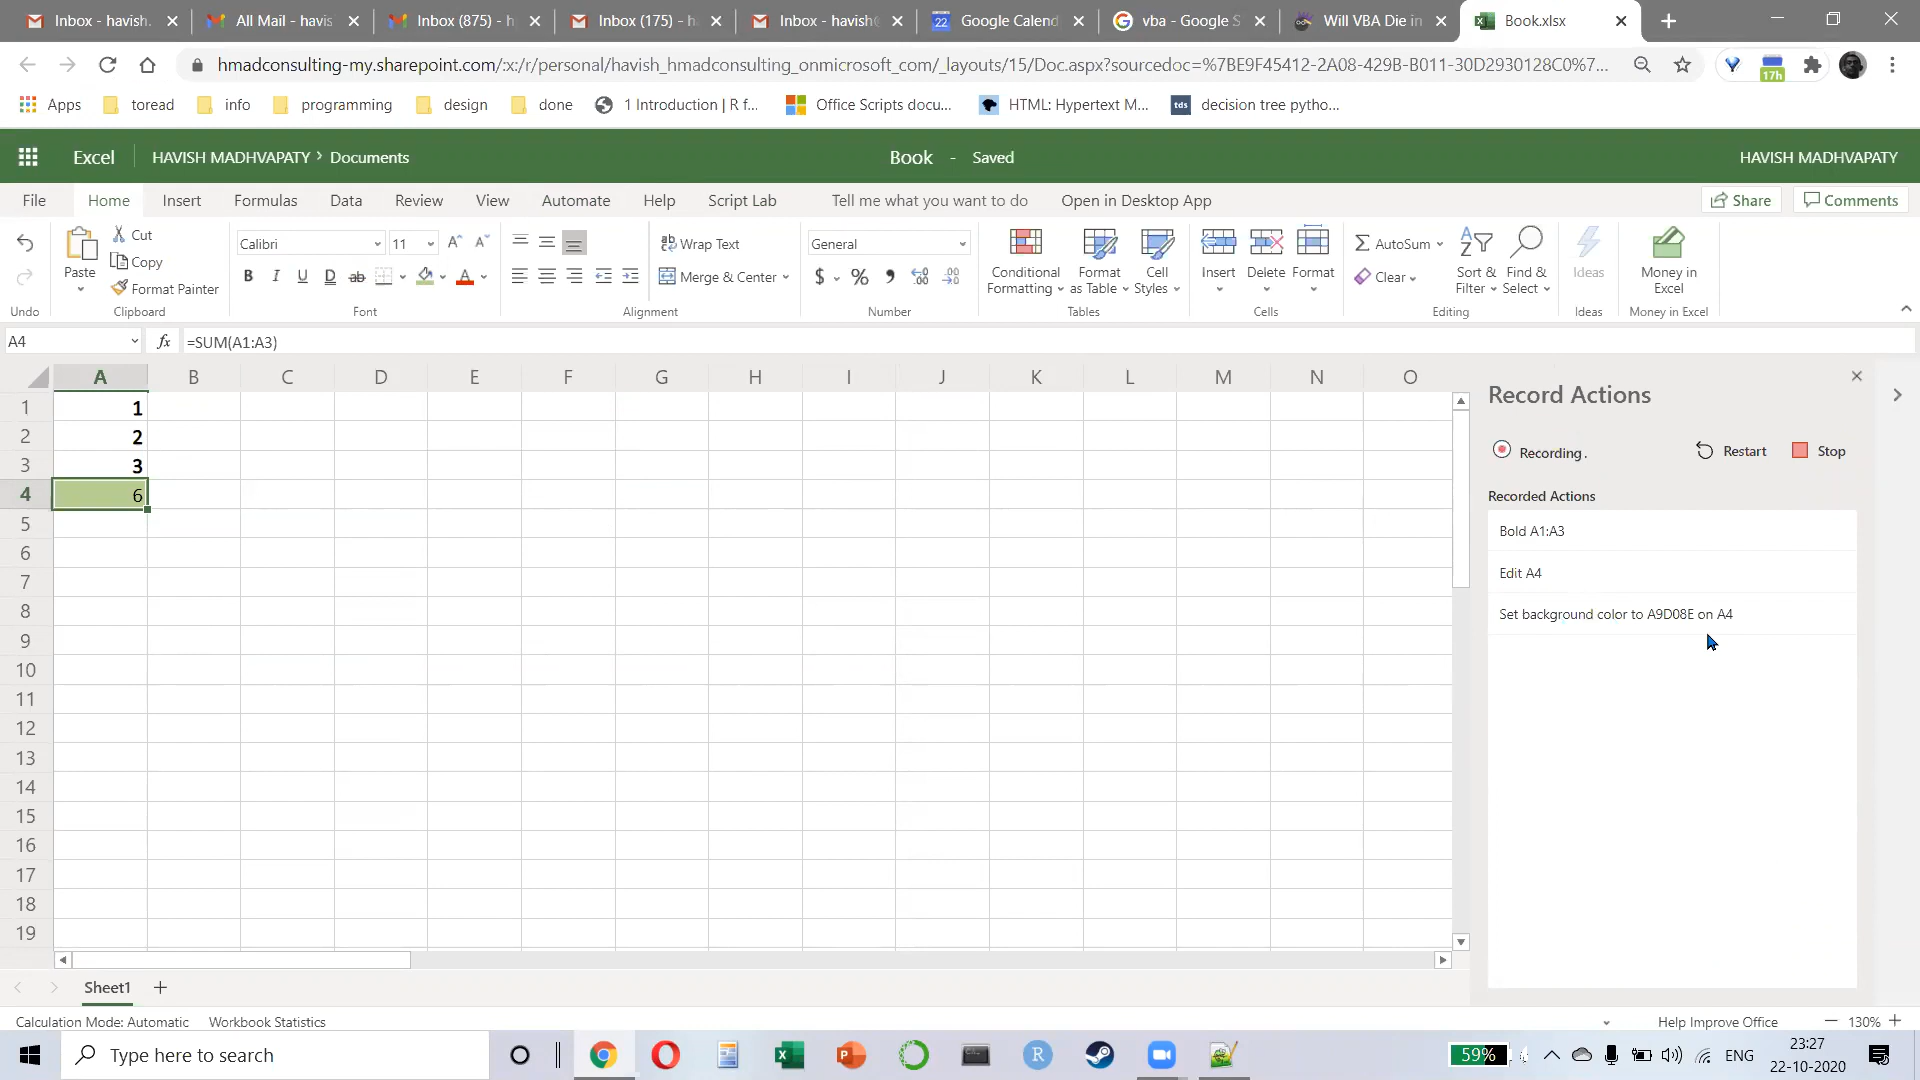 Inbox - havish.
All Mail - havis
Inbox (875) - h
Inbox (175) - h
Inbox - havish
Google Calend
vba - Google S
Will VBA Die in
Book.xlsx
hmadconsulting-my.sharepoint.com/:x:/r/personal/havish_hmadconsulting_onmicrosoft_com/_layouts/15/Doc.aspx?sourcedoc=%7BE9F45412-2A08-429B-B011-30D2930128C0%7...
17h
Apps toread info programming design done 1 Introduction | R f... Office Scripts docu... HTML: Hypertext M... tds decision tree pytho...
Excel HAVISH MADHVAPATY > Documents Book - Saved HAVISH MADHVAPATY
File Home Insert Formulas Data Review View Automate Help Script Lab Tell me what you want to do Open in Desktop App Share Comments
Paste
Cut
Copy
Format Painter
Calibri 11
B I U D ab A
Wrap Text
Merge & Center
General
$ % ,
Conditional Formatting
Format as Table
Cell Styles
Insert Delete Format
AutoSum
Clear
Sort & Filter
Find & Select
Ideas
Money in Excel
Undo Clipboard Font Alignment Number Tables Cells Editing Ideas Money in Excel
A4 fx =SUM(A1:A3)
A B C D E F G H I J K L M N O
1 1
2 2
3 3
4 6
5
6
7
8
9
10
11
12
13
14
15
16
17
18
19
Record Actions
Recording . Restart Stop
Recorded Actions
Bold A1:A3
Edit A4
Set background color to A9D08E on A4
Sheet1
Calculation Mode: Automatic Workbook Statistics Help Improve Office 130%
Type here to search
59%
ENG
23:27
22-10-2020